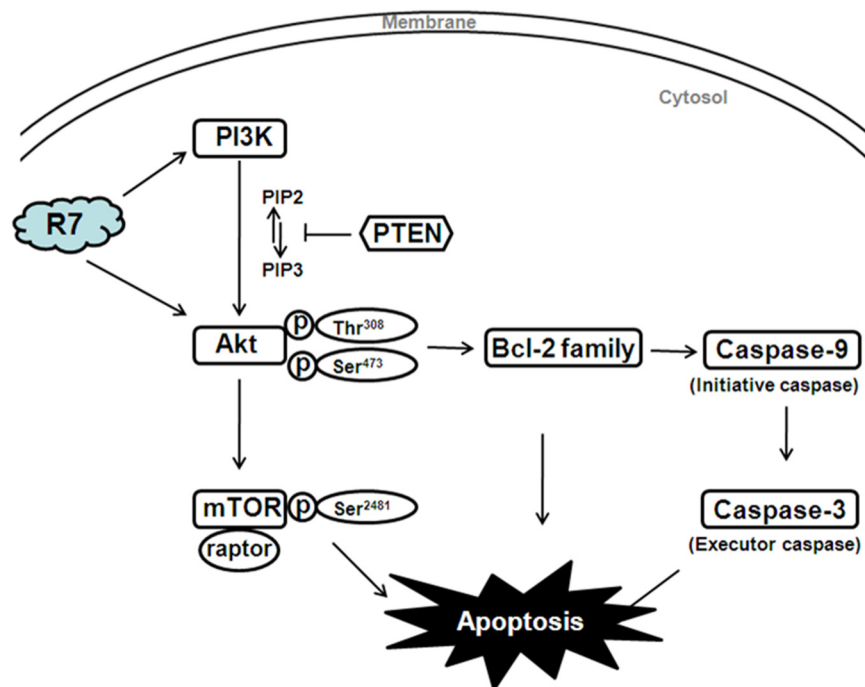 Membrane
Cytosol
PI3K
R7
PIP2
PTEN
PIP3
Akt
p
Thr308
p
Ser473
Bcl-2 family
Caspase-9
(Initiative caspase)
mTOR
p
Ser2481
raptor
Caspase-3
(Executor caspase)
Apoptosis